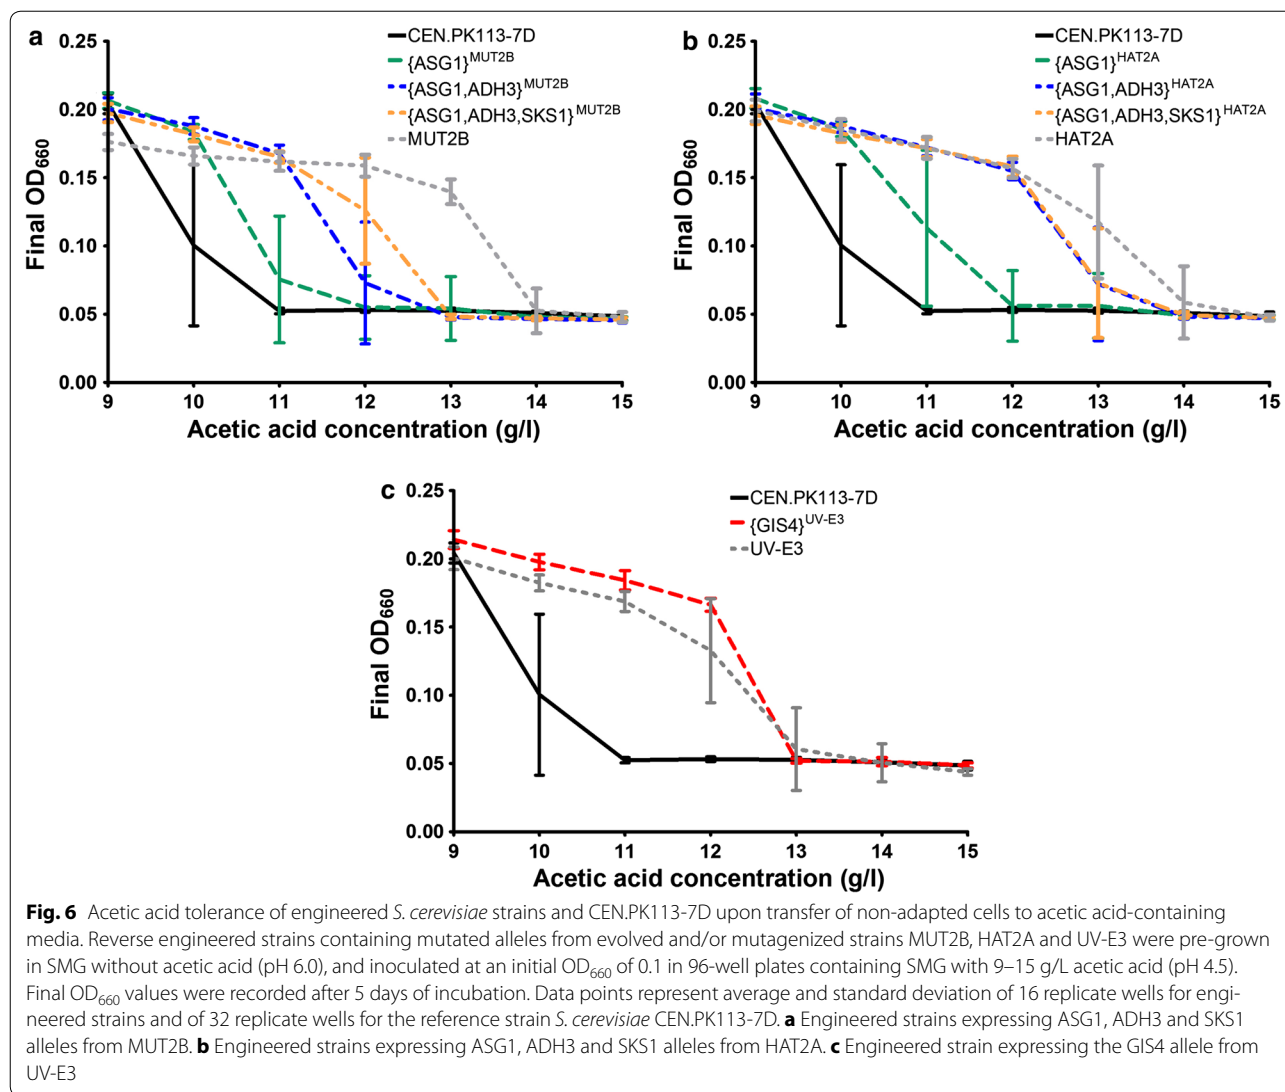 a
0.25
0.20
0.15
0.10
0.05
0.00
Final OD660
9 10 11 12 13 14 15
Acetic acid concentration (g/l)
CEN.PK113-7D
{ASG1}MUT2B
{ASG1,ADH3}MUT2B
{ASG1,ADH3,SKS1}MUT2B
MUT2B
b
0.25
0.20
0.15
0.10
0.05
0.00
Final OD660
9 10 11 12 13 14 15
Acetic acid concentration (g/l)
CEN.PK113-7D
{ASG1}HAT2A
{ASG1,ADH3}HAT2A
{ASG1,ADH3,SKS1}HAT2A
HAT2A
c
0.25
0.20
0.15
0.10
0.05
0.00
Final OD660
9 10 11 12 13 14 15
Acetic acid concentration (g/l)
CEN.PK113-7D
{GIS4}UV-E3
UV-E3
Fig. 6 Acetic acid tolerance of engineered S. cerevisiae strains and CEN.PK113-7D upon transfer of non-adapted cells to acetic acid-containing
media. Reverse engineered strains containing mutated alleles from evolved and/or mutagenized strains MUT2B, HAT2A and UV-E3 were pre-grown
in SMG without acetic acid (pH 6.0), and inoculated at an initial OD660 of 0.1 in 96-well plates containing SMG with 9–15 g/L acetic acid (pH 4.5).
Final OD660 values were recorded after 5 days of incubation. Data points represent average and standard deviation of 16 replicate wells for engi-
neered strains and of 32 replicate wells for the reference strain S. cerevisiae CEN.PK113-7D. a Engineered strains expressing ASG1, ADH3 and SKS1
alleles from MUT2B. b Engineered strains expressing ASG1, ADH3 and SKS1 alleles from HAT2A. c Engineered strain expressing the GIS4 allele from
UV-E3